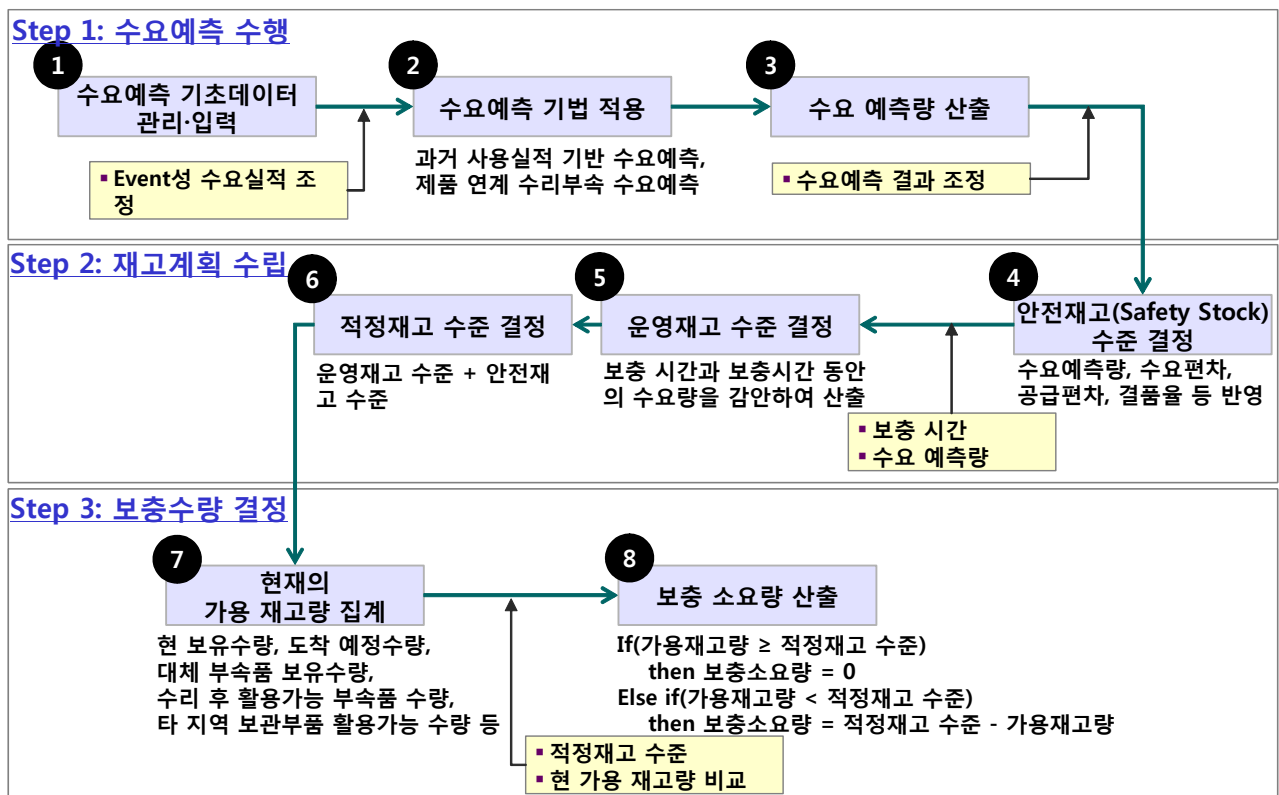 Step 1: 수요예측 수행
1
수요예측 기초데이터
관리·입력
2
수요예측 기법 적용
3
수요 예측량 산출
과거 사용실적 기반 수요예측,
제품 연계 수리부속 수요예측
▪ Event성 수요실적 조
정
▪ 수요예측 결과 조정
Step 2: 재고계획 수립
6
적정재고 수준 결정
5
운영재고 수준 결정
4
안전재고(Safety Stock)
수준 결정
운영재고 수준 + 안전재
고 수준
보충 시간과 보충시간 동안
의 수요량을 감안하여 산출
수요예측량, 수요편차,
공급편차, 결품율 등 반영
▪ 보충 시간
▪ 수요 예측량
Step 3: 보충수량 결정
7
현재의
가용 재고량 집계
8
보충 소요량 산출
현 보유수량, 도착 예정수량,
대체 부속품 보유수량,
수리 후 활용가능 부속품 수량,
타 지역 보관부품 활용가능 수량 등
If(가용재고량 ≥ 적정재고 수준)
then 보충소요량 = 0
Else if(가용재고량 < 적정재고 수준)
then 보충소요량 = 적정재고 수준 - 가용재고량
▪ 적정재고 수준
▪ 현 가용 재고량 비교